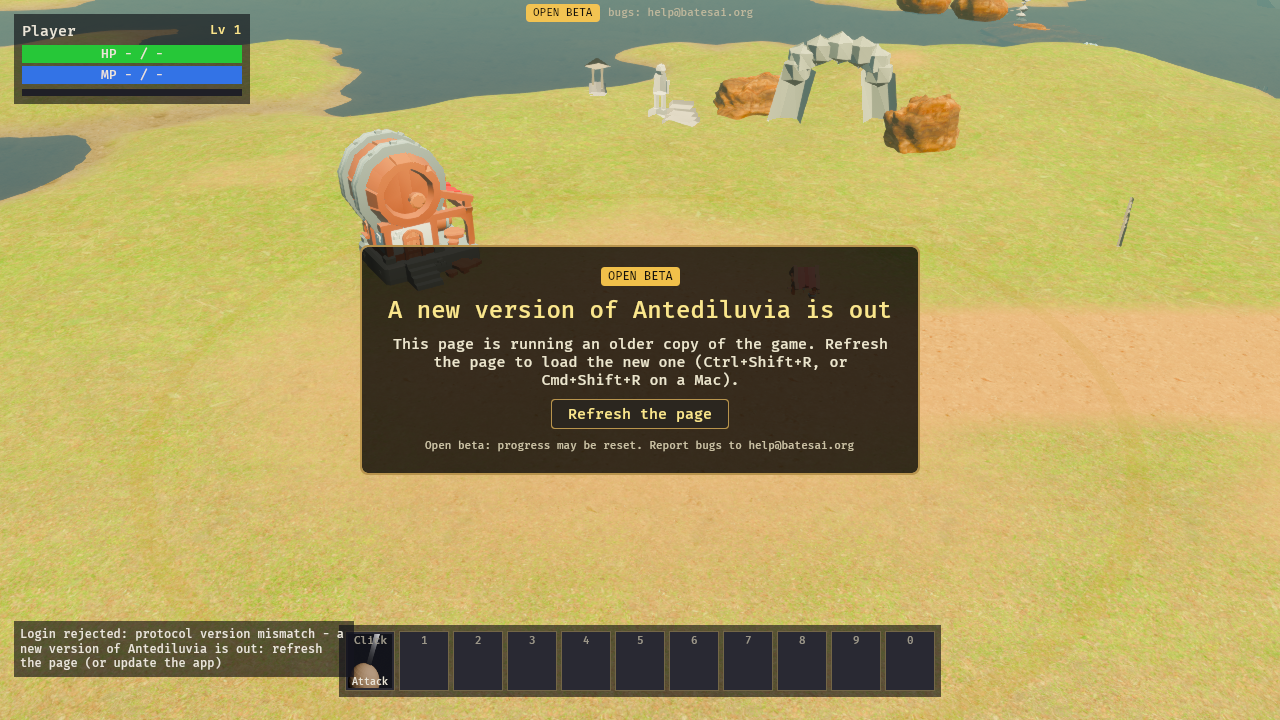 OPEN BETA bugs: help@batesai.org
Player Lv 1
HP - / -
MP - / -
OPEN BETA
A new version of Antediluvia is out
This page is running an older copy of the game. Refresh
the page to load the new one (Ctrl+Shift+R, or
Cmd+Shift+R on a Mac).
Refresh the page
Open beta: progress may be reset. Report bugs to help@batesai.org
Login rejected: protocol version mismatch - a
new version of Antediluvia is out: refresh
the page (or update the app)
Click 1 2 3 4 5 6 7 8 9 0
Attack